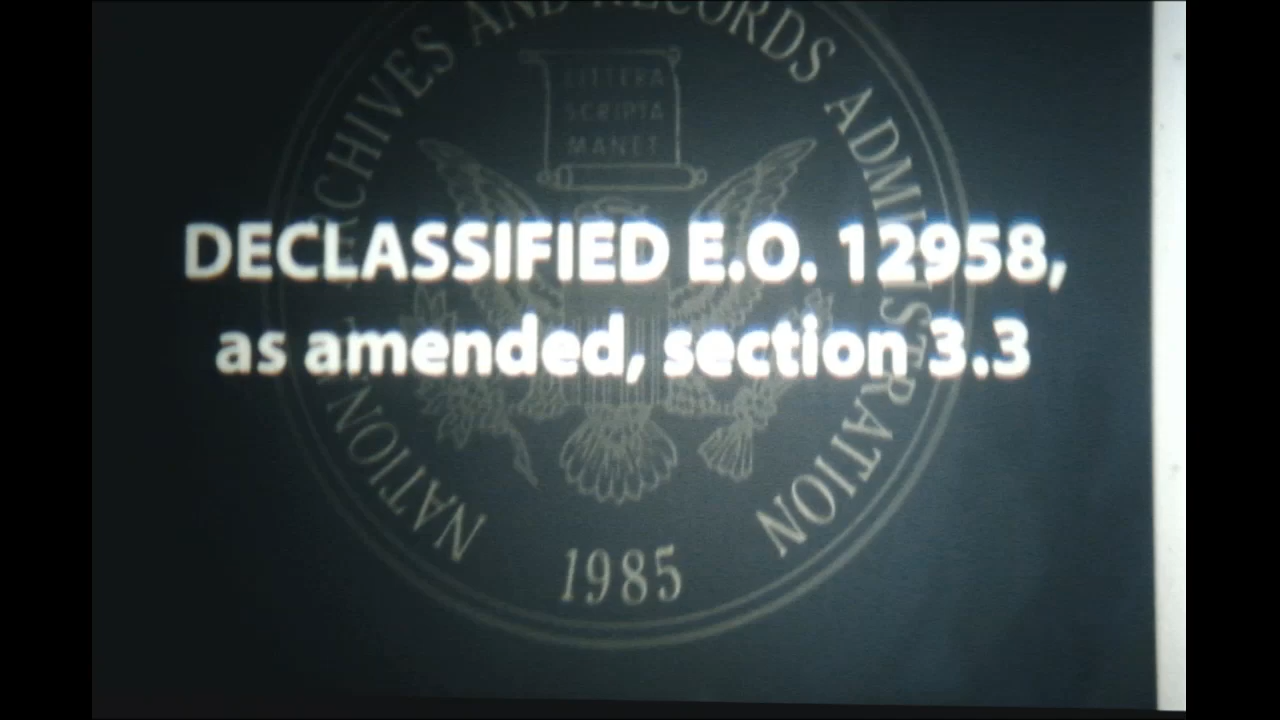 NATIONAL ARCHIVES AND RECORDS ADMINISTRATION
LITTERA
SCRIPTA
MANET
DECLASSIFIED E.O. 12958,
as amended, section 3.3
1985